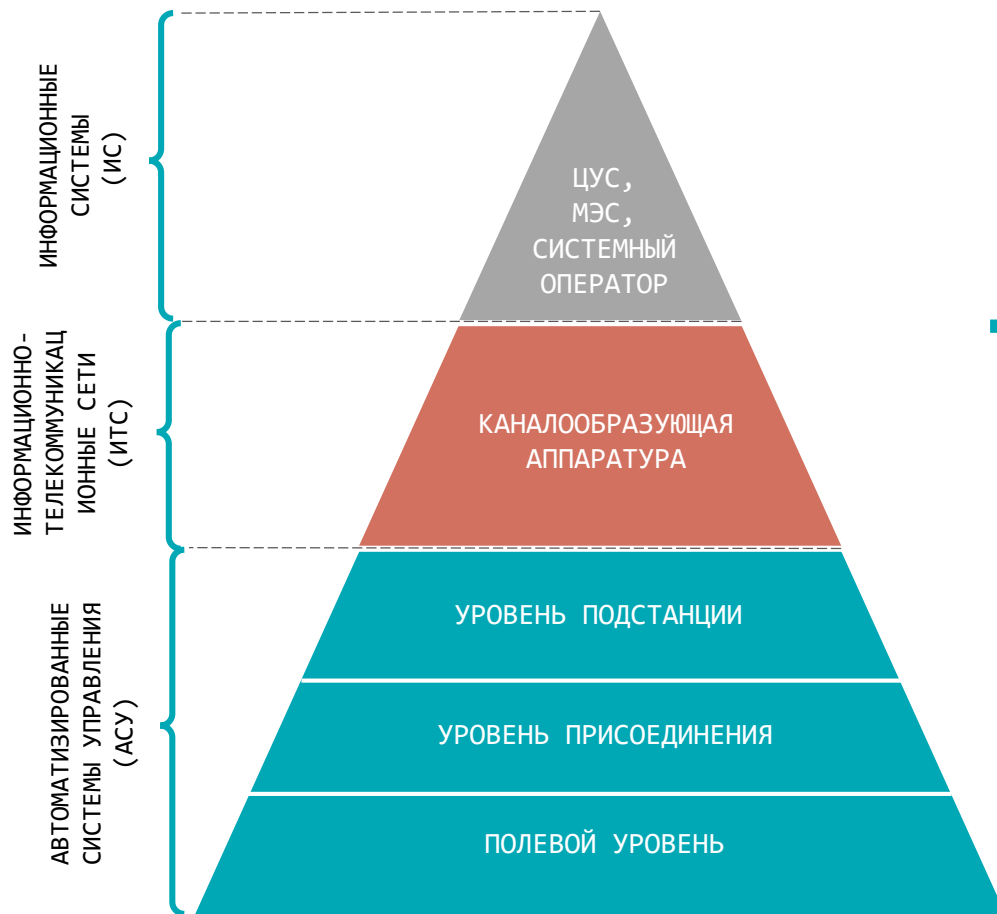 ИНФОРМАЦИОННЫЕ
СИСТЕМЫ
(ИС)
ЦУС,
МЭС,
СИСТЕМНЫЙ
ОПЕРАТОР
ИНФОРМАЦИОННО-
ТЕЛЕКОММУНИКАЦ
ИОННЫЕ СЕТИ
(ИТС)
КАНАЛООБРАЗУЮЩАЯ
АППАРАТУРА
АВТОМАТИЗИРОВАННЫЕ
СИСТЕМЫ УПРАВЛЕНИЯ
(АСУ)
УРОВЕНЬ ПОДСТАНЦИИ
УРОВЕНЬ ПРИСОЕДИНЕНИЯ
ПОЛЕВОЙ УРОВЕНЬ